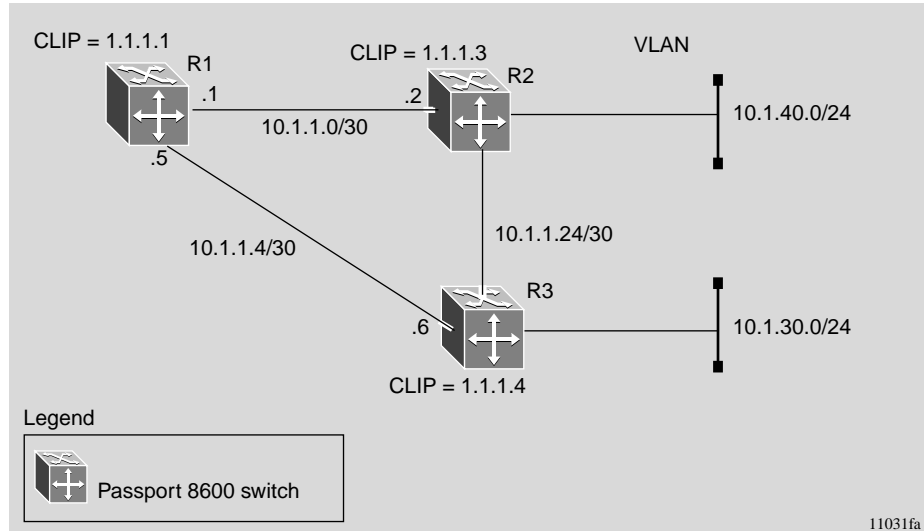 CLIP = 1.1.1.1
R1
CLIP = 1.1.1.3
R2
VLAN
.1
.2
10.1.1.0/30
10.1.40.0/24
.5
10.1.1.4/30
10.1.1.24/30
R3
.6
10.1.30.0/24
CLIP = 1.1.1.4
Legend
Passport 8600 switch
11031fa